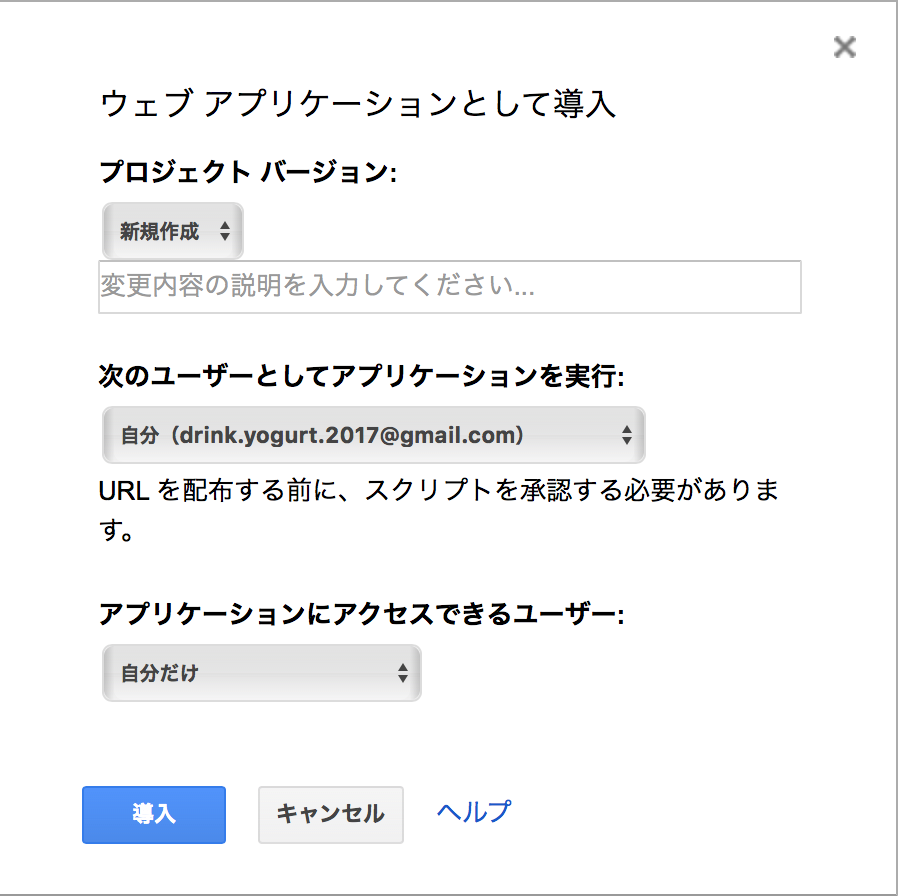 ウェブ アプリケーションとして導入
プロジェクト バージョン:
新規作成
変更内容の説明を入力してください...
次のユーザーとしてアプリケーションを実行:
自分（drink.yogurt.2017@gmail.com）
URL を配布する前に、スクリプトを承認する必要がありま
す。
アプリケーションにアクセスできるユーザー:
自分だけ
導入
キャンセル
ヘルプ